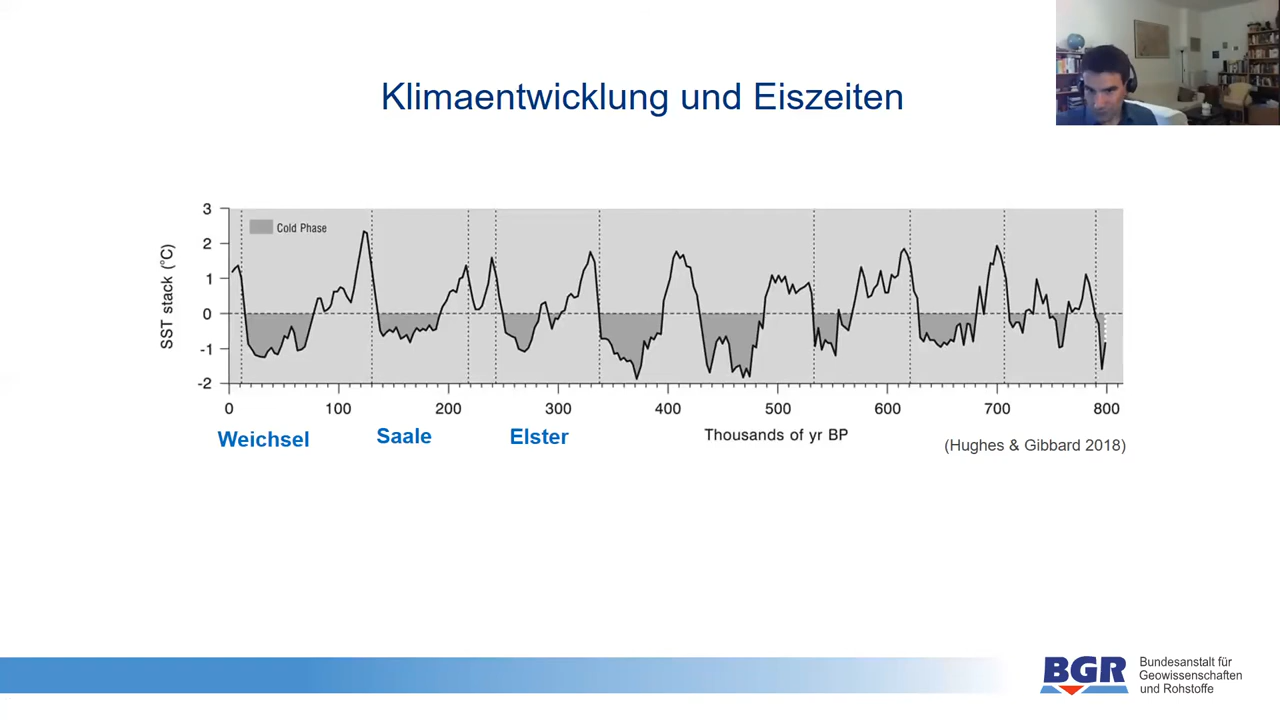 Klimaentwicklung und Eiszeiten
Cold Phase
SST stack (°C)
3
2
1
0
-1
-2
0 100 200 300 400 500 600 700 800
Weichsel Saale Elster Thousands of yr BP
(Hughes & Gibbard 2018)
BGR
Bundesanstalt für
Geowissenschaften
und Rohstoffe